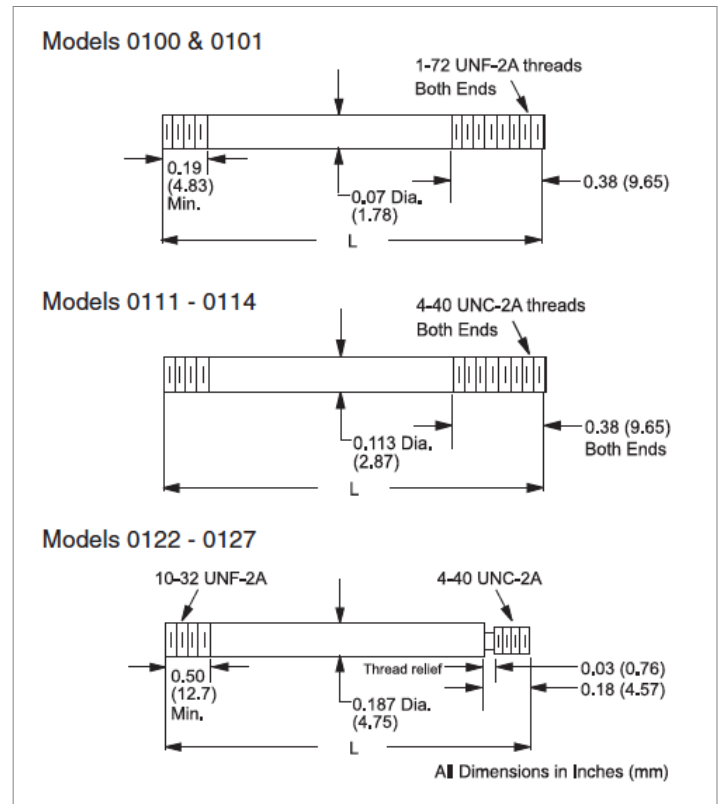 Models 0100 & 0101
1-72 UNF-2A threads
Both Ends
0.19
(4.83)
Min.
0.07 Dia.
(1.78)
0.38 (9.65)
L
Models 0111 - 0114
4-40 UNC-2A threads
Both Ends
0.113 Dia.
(2.87)
0.38 (9.65)
Both Ends
L
Models 0122 - 0127
10-32 UNF-2A
4-40 UNC-2A
Thread relief
0.03 (0.76)
0.50
(12.7)
Min.
0.187 Dia.
(4.75)
0.18 (4.57)
L
All Dimensions in Inches (mm)